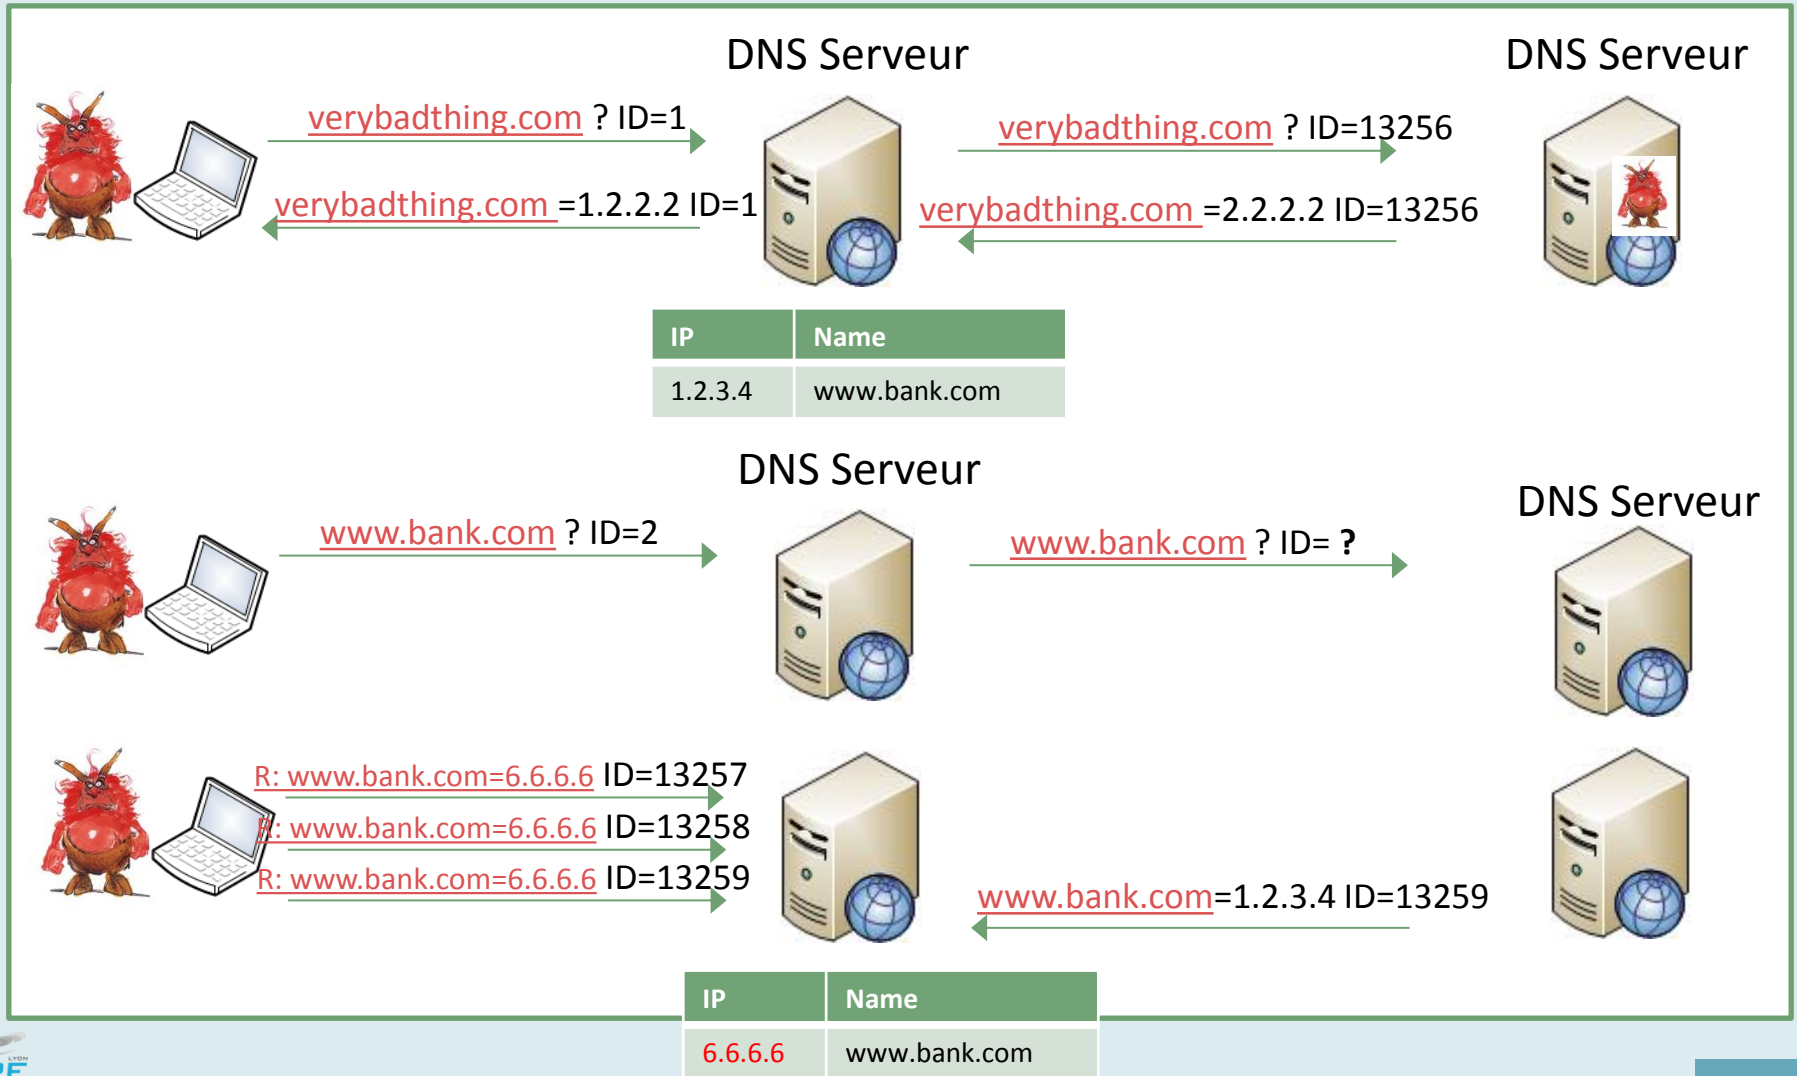 DNS Serveur
DNS Serveur
verybadthing.com ? ID=1
verybadthing.com ? ID=13256
verybadthing.com =1.2.2.2 ID=1
verybadthing.com =2.2.2.2 ID=13256
IP Name
1.2.3.4 www.bank.com
DNS Serveur
DNS Serveur
www.bank.com ? ID=2
www.bank.com ? ID= ?
R: www.bank.com=6.6.6.6 ID=13257
R: www.bank.com=6.6.6.6 ID=13258
R: www.bank.com=6.6.6.6 ID=13259
www.bank.com=1.2.3.4 ID=13259
IP Name
6.6.6.6 www.bank.com
LYON